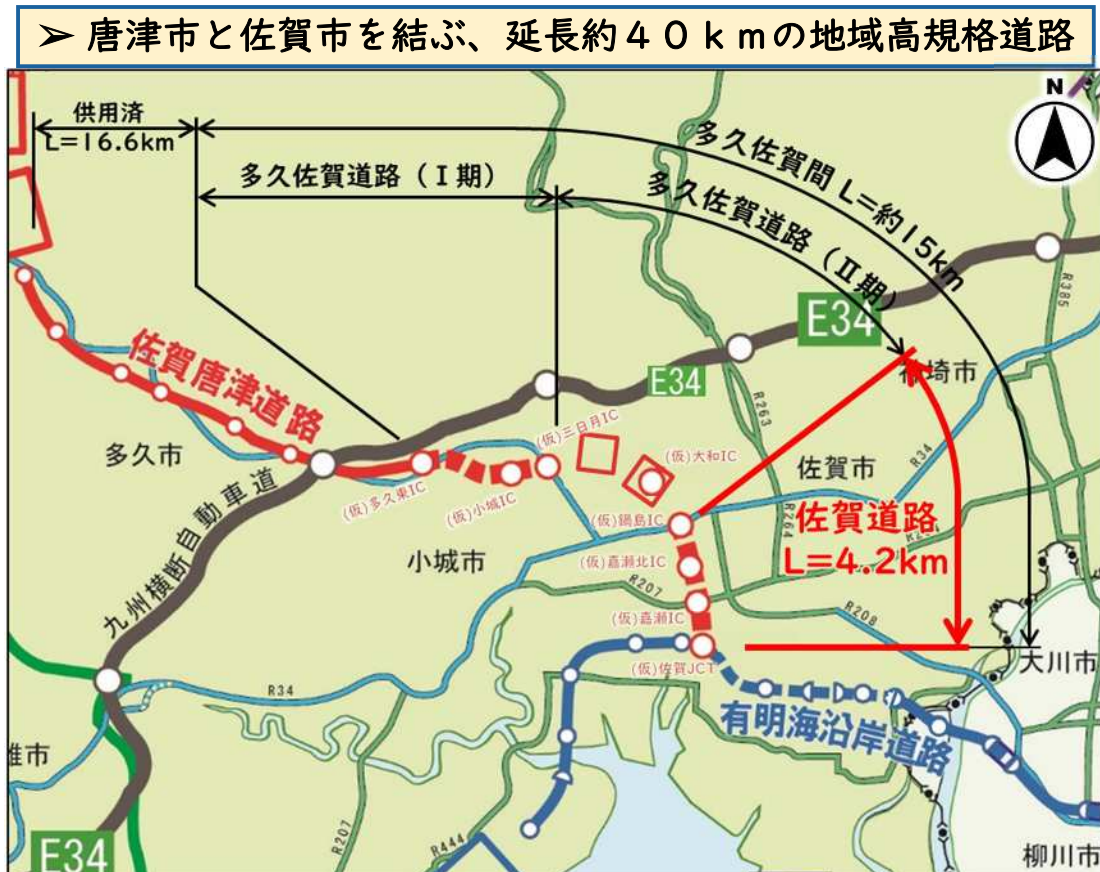 ➢ 唐津市と佐賀市を結ぶ、延長約４０ｋｍの地域高規格道路
N
供用済
L=16.6km
多久佐賀間 L=約15km
多久佐賀道路（Ⅰ期）
多久佐賀道路（Ⅱ期）
R385
E34
E34
神埼市
佐賀唐津道路
R263
(仮)三日月IC
多久市
(仮)大和IC
佐賀市
R34
(仮)多久東IC
(仮)小城IC
(仮)鍋島IC
R264
佐賀道路
L=4.2km
九州横断自動車道
小城市
(仮)嘉瀬北IC
R207
R208
(仮)嘉瀬IC
(仮)佐賀JCT
大川市
R34
有明海沿岸道路
雄市
R207
R444
E34
柳川市